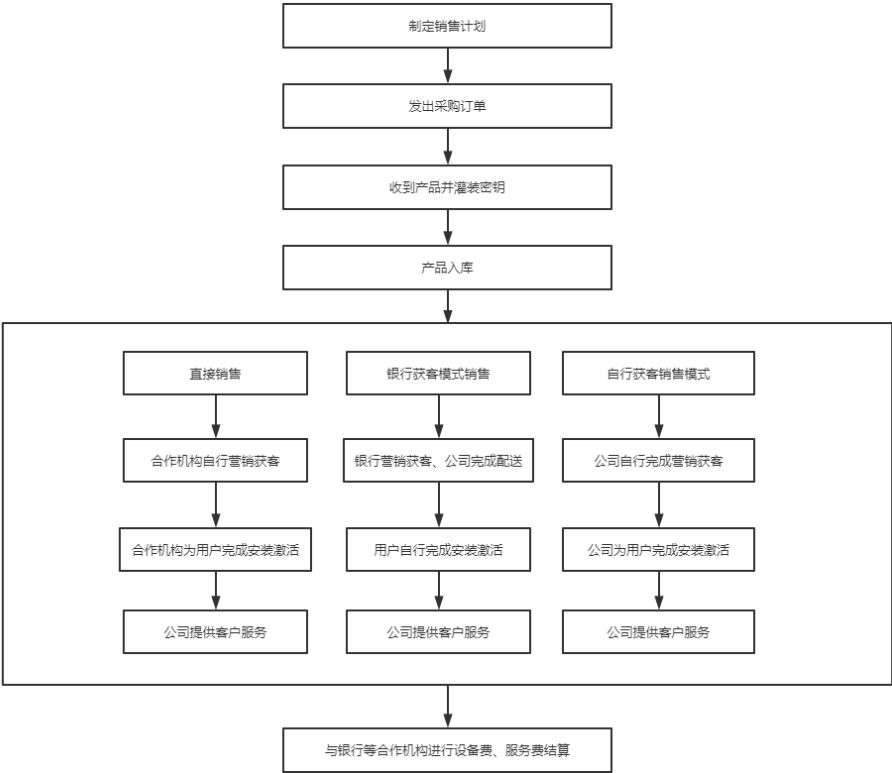 制定销售计划
发出采购订单
收到产品并灌装密钥
产品入库
直接销售
银行获客模式销售
自行获客销售模式
合作机构自行营销获客
银行营销获客、公司完成配送
公司自行完成营销获客
合作机构为用户完成安装激活
用户自行完成安装激活
公司为用户完成安装激活
公司提供客户服务
公司提供客户服务
公司提供客户服务
与银行等合作机构进行设备费、服务费结算